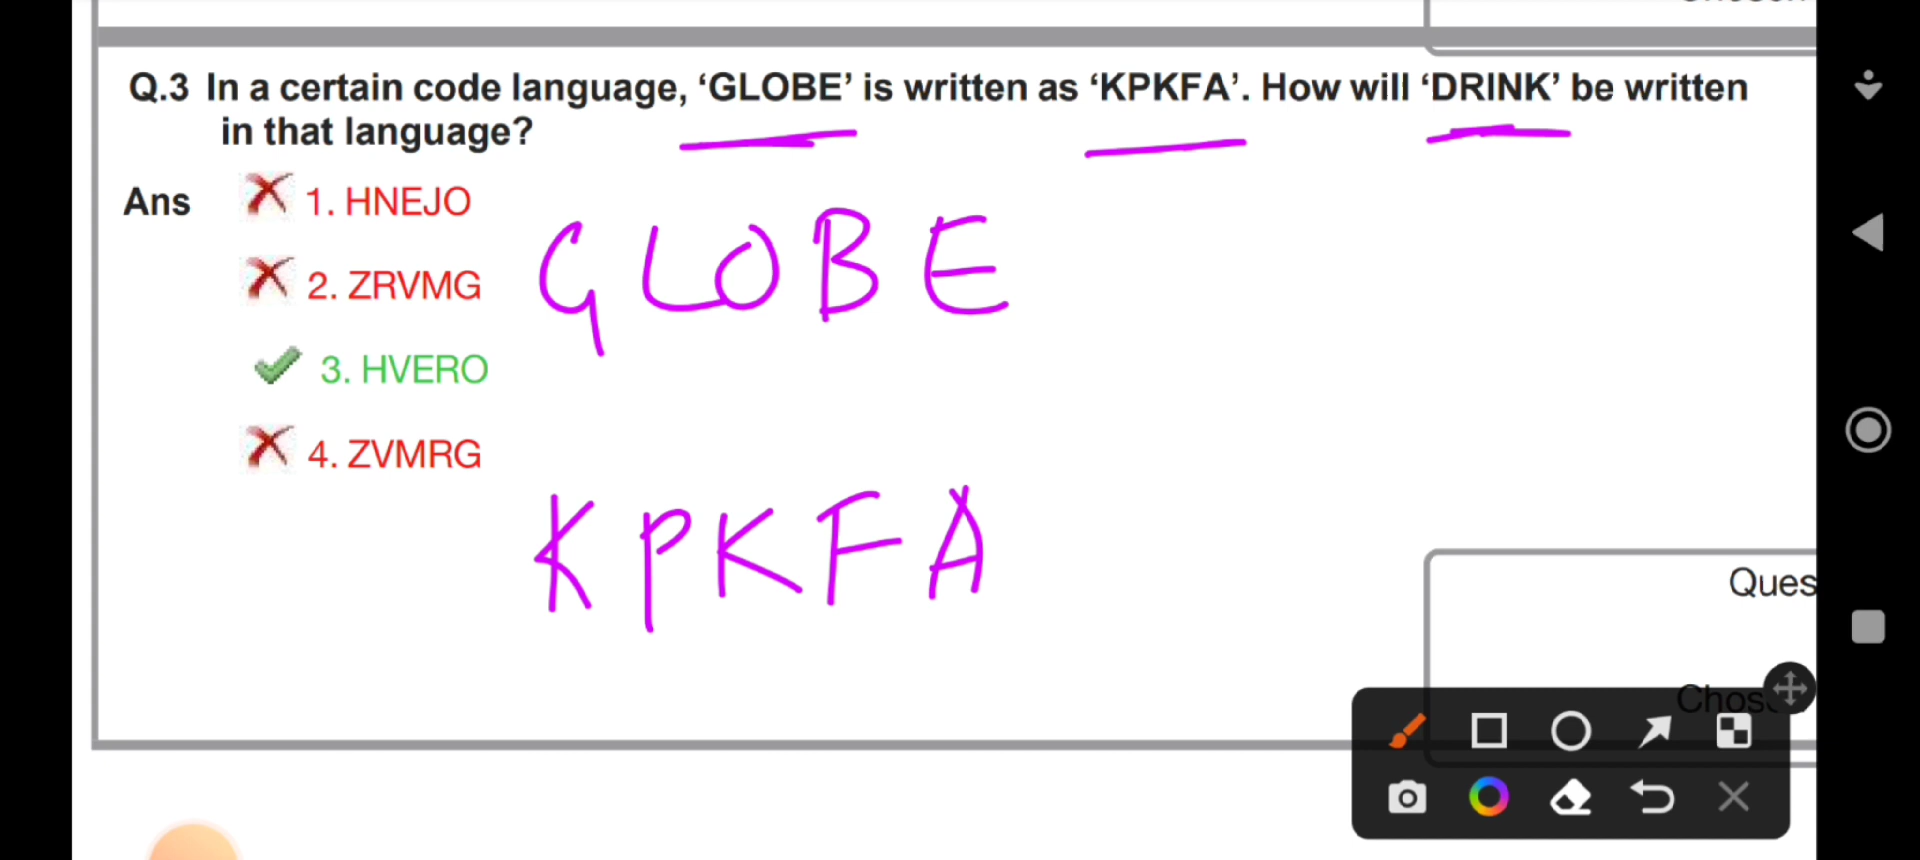 Q.3 In a certain code language, ‘GLOBE’ is written as ‘KPKFA’. How will ‘DRINK’ be written
in that language?
Ans 1. HNEJO
2. ZRVMG
3. HVERO
4. ZVMRG
GLOBE
KPKFA
Ques